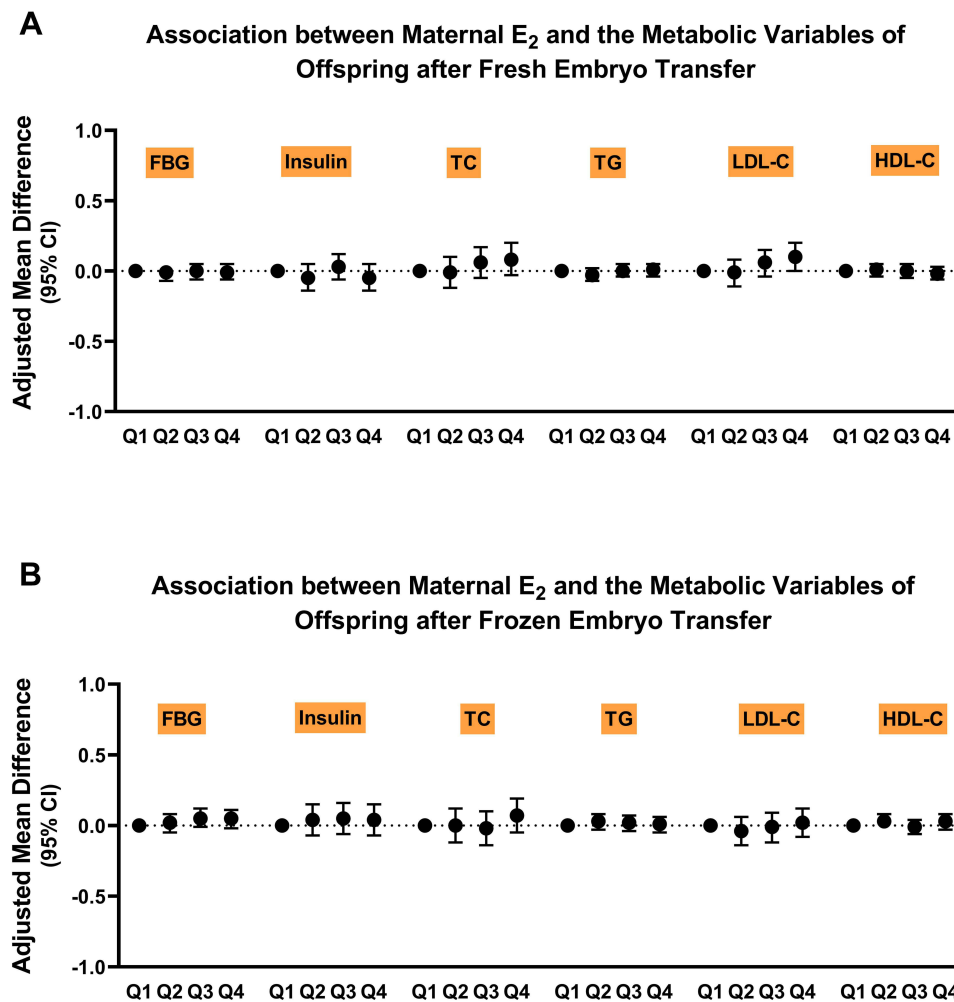 A
Association between Maternal E₂ and the Metabolic Variables of
Offspring after Fresh Embryo Transfer
Adjusted Mean Difference
(95% CI)
1.0
0.5
0.0
-0.5
-1.0
FBG Insulin TC TG LDL-C HDL-C
Q1 Q2 Q3 Q4 Q1 Q2 Q3 Q4 Q1 Q2 Q3 Q4 Q1 Q2 Q3 Q4 Q1 Q2 Q3 Q4 Q1 Q2 Q3 Q4
B
Association between Maternal E₂ and the Metabolic Variables of
Offspring after Frozen Embryo Transfer
Adjusted Mean Difference
(95% CI)
1.0
0.5
0.0
-0.5
-1.0
FBG Insulin TC TG LDL-C HDL-C
Q1 Q2 Q3 Q4 Q1 Q2 Q3 Q4 Q1 Q2 Q3 Q4 Q1 Q2 Q3 Q4 Q1 Q2 Q3 Q4 Q1 Q2 Q3 Q4